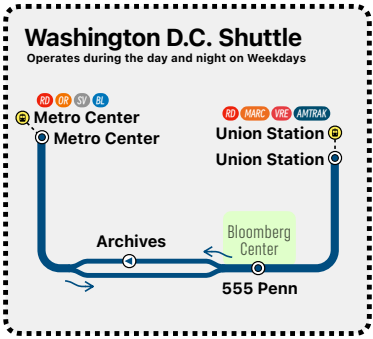 Washington D.C. Shuttle
Operates during the day and night on Weekdays
RD OR SV BL
Metro Center
Metro Center
RD MARC VRE AMTRAK
Union Station
Union Station
Archives
Bloomberg
Center
555 Penn